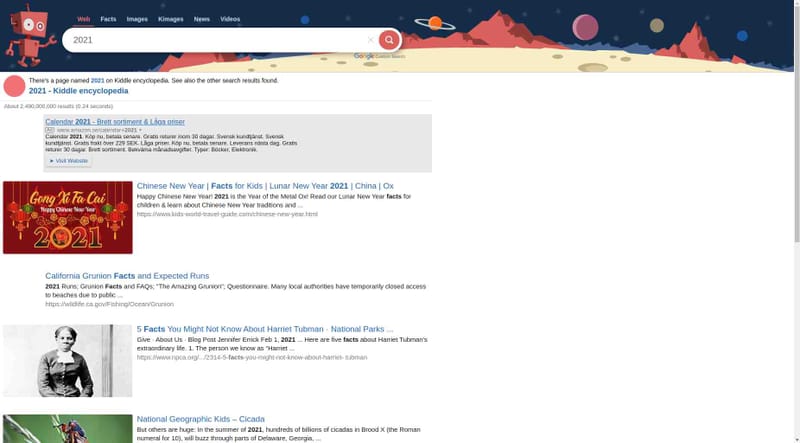 Web Facts Images Kimages News Videos
2021
Google Custom Search
There's a page named 2021 on Kiddle encyclopedia. See also the other search results found.
2021 - Kiddle encyclopedia
About 2,490,000,000 results (0.24 seconds)
Calendar 2021 - Brett sortiment & Låga priser
Ad www.amazon.se/calendar+2021
Calendar 2021. Köp nu, betala senare. Gratis returer inom 30 dagar. Svensk kundtjänst. Svensk
kundtjänst. Gratis frakt över 229 SEK. Låga priser. Köp nu, betala senare. Leverans nästa dag. Gratis
returer 30 dagar. Brett sortiment. Bekväma månadsavgifter. Typer: Böcker, Elektronik.
► Visit Website
Chinese New Year | Facts for Kids | Lunar New Year 2021 | China | Ox
Happy Chinese New Year! 2021 is the Year of the Metal Ox! Read our Lunar New Year facts for
children & learn about Chinese New Year traditions and ...
https://www.kids-world-travel-guide.com/chinese-new-year.html
Gong Xi Fa Cai
Happy Chinese New Year
2021
California Grunion Facts and Expected Runs
2021 Runs; Grunion Facts and FAQs; "The Amazing Grunion"; Questionnaire. Many local authorities have temporarily closed access
to beaches due to public ...
https://wildlife.ca.gov/Fishing/Ocean/Grunion
5 Facts You Might Not Know About Harriet Tubman · National Parks ...
Give · About Us · Blog Post Jennifer Errick Feb 1, 2021 ... Here are five facts about Harriet Tubman's
extraordinary life. 1. The person we know as "Harriet ...
https://www.npca.org/.../2314-5-facts-you-might-not-know-about-harriet- tubman
National Geographic Kids – Cicada
But others are huge: In the summer of 2021, hundreds of billions of cicadas in Brood X (the Roman
numeral for 10), will buzz through parts of Delaware, Georgia, ...